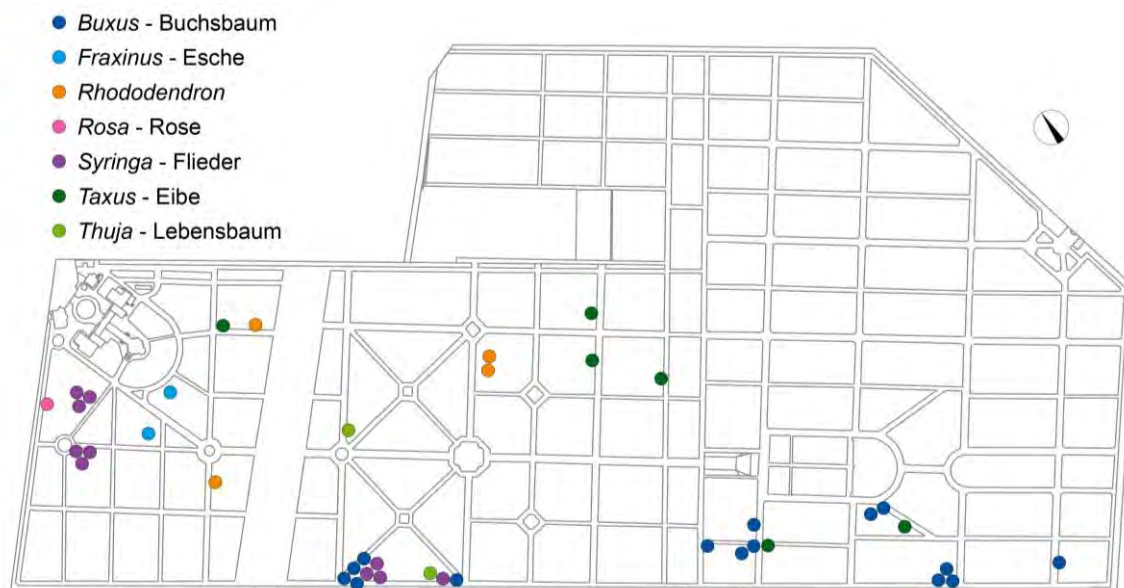 Buxus - Buchsbaum
Fraxinus - Esche
Rhododendron
Rosa - Rose
Syringa - Flieder
Taxus - Eibe
Thuja - Lebensbaum